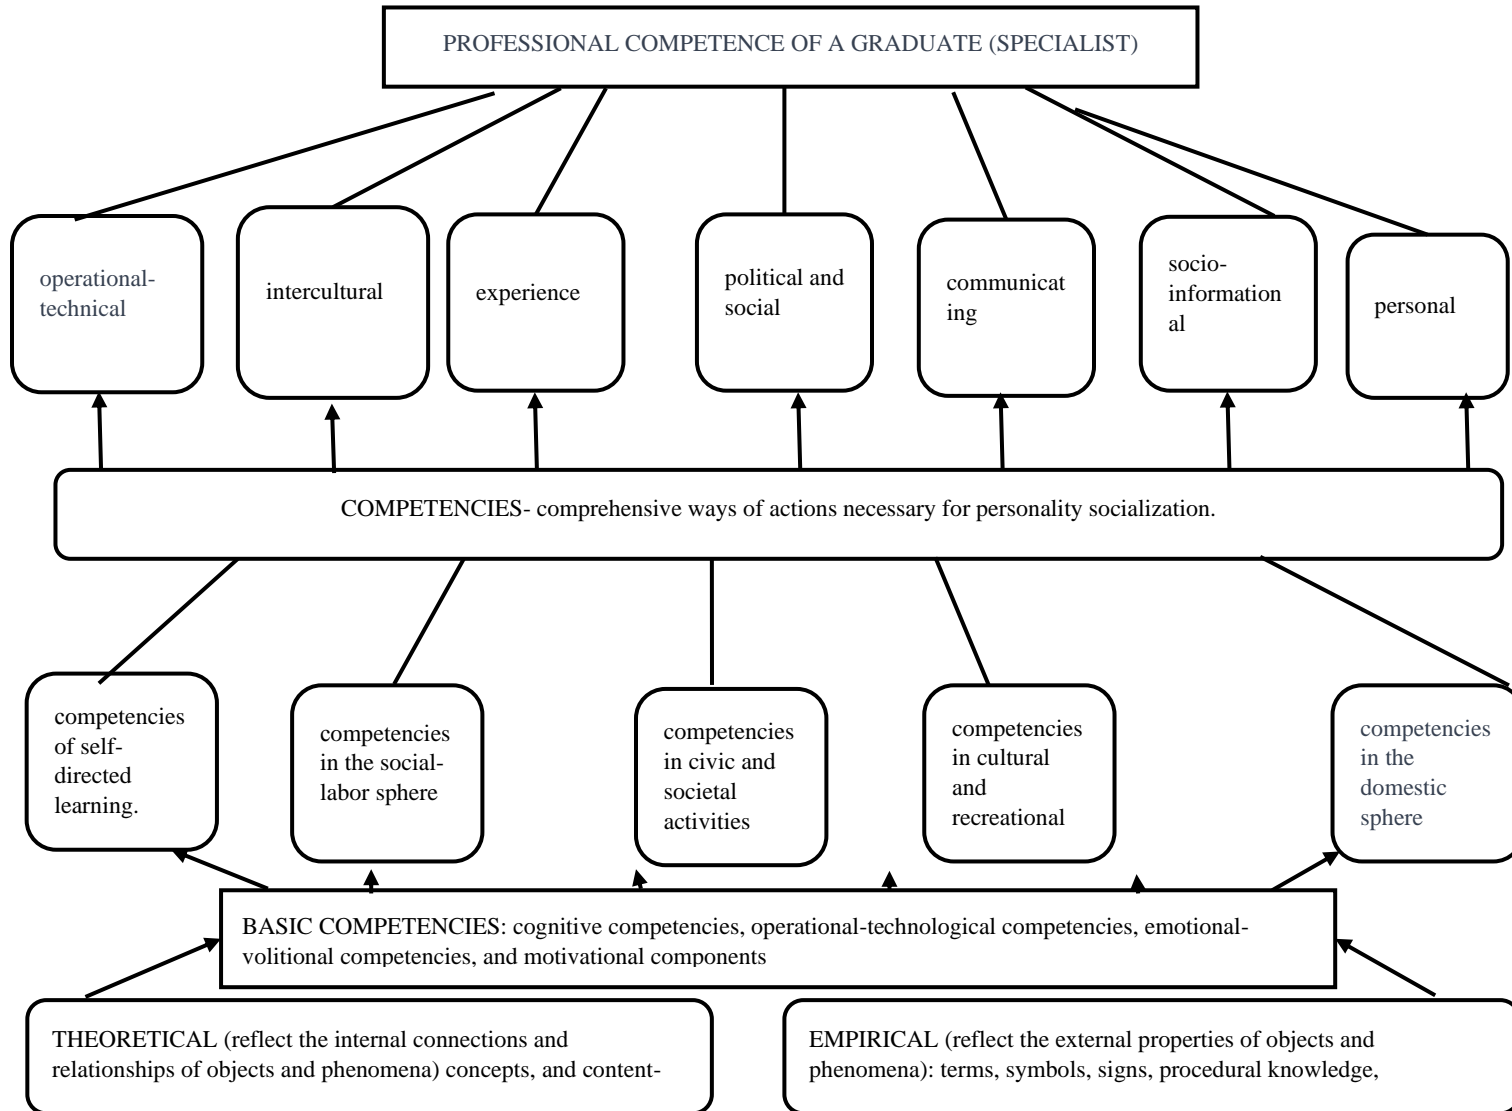 PROFESSIONAL COMPETENCE OF A GRADUATE (SPECIALIST)
operational-
technical
intercultural
experience
political and
social
communicat
ing
socio-
information
al
personal
COMPETENCIES- comprehensive ways of actions necessary for personality socialization.
competencies
of self-
directed
learning.
competencies
in the social-
labor sphere
competencies
in civic and
societal
activities
competencies
in cultural
and
recreational
competencies
in the
domestic
sphere
BASIC COMPETENCIES: cognitive competencies, operational-technological competencies, emotional-
volitional competencies, and motivational components
THEORETICAL (reflect the internal connections and
relationships of objects and phenomena) concepts, and content-
EMPIRICAL (reflect the external properties of objects and
phenomena): terms, symbols, signs, procedural knowledge,